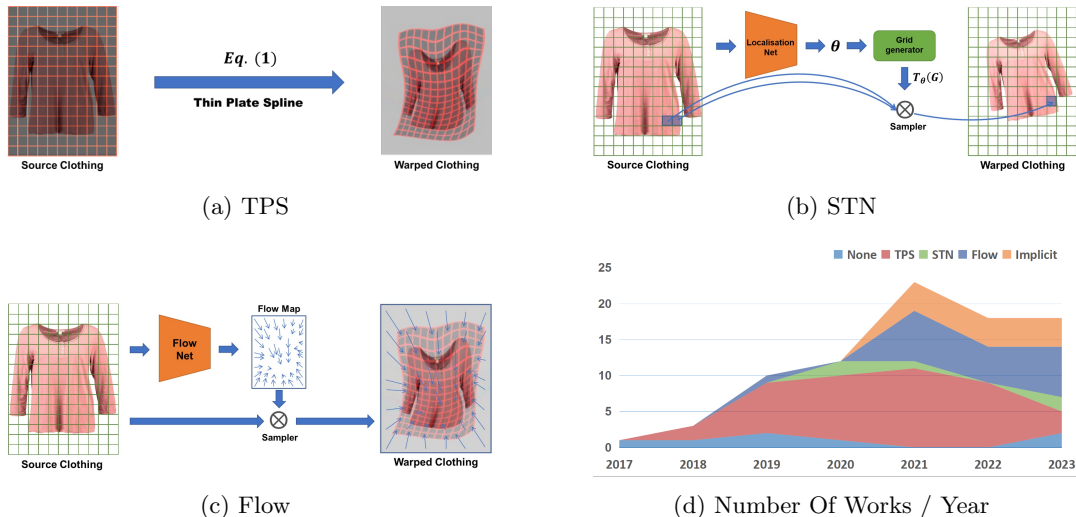 Eq. (1)
Thin Plate Spline
Source Clothing
Warped Clothing
(a) TPS
Localisation
Net
θ
Grid
generator
T_θ(G)
Sampler
Source Clothing
Warped Clothing
(b) STN
Flow
Net
Flow Map
Sampler
Source Clothing
Warped Clothing
(c) Flow
None TPS STN Flow Implicit
25
20
15
10
5
0
2017 2018 2019 2020 2021 2022 2023
(d) Number Of Works / Year